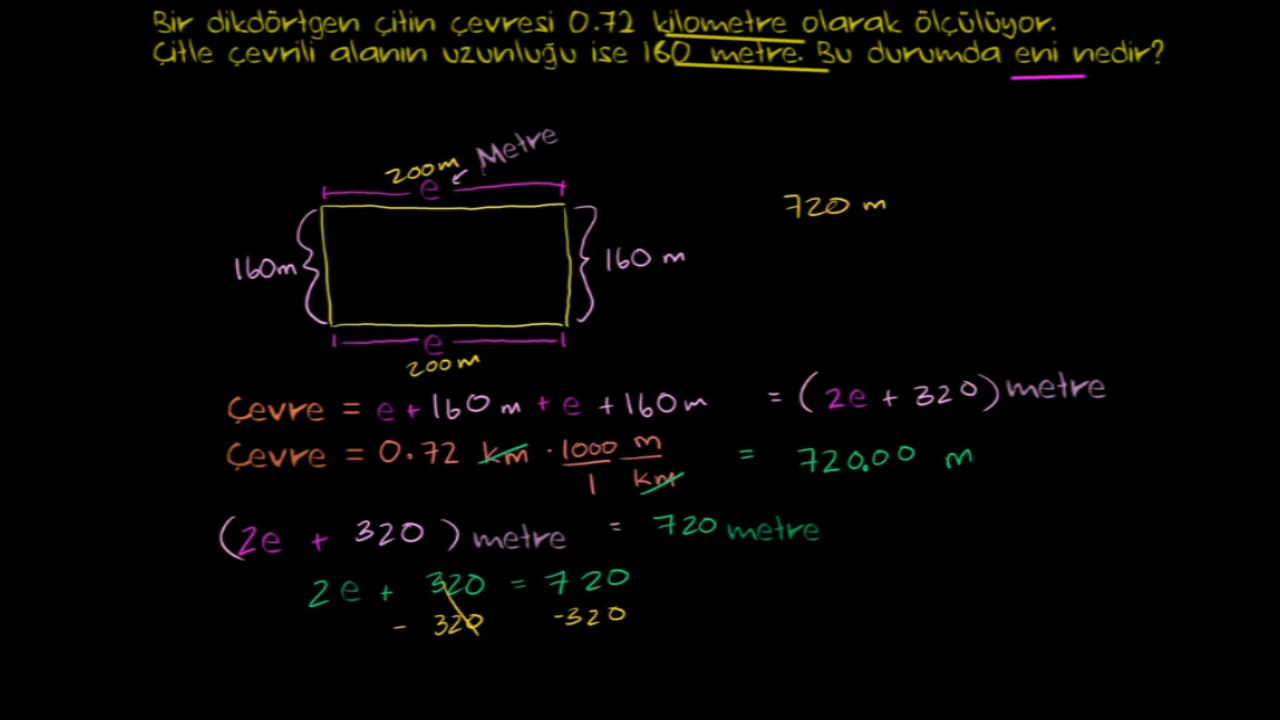 Bir dikdörtgen çitin çevresi 0.72 kilometre olarak ölçülüyor.
Çitle çevrili alanın uzunluğu ise 160 metre. Bu durumda eni nedir?
200m Metre
e
720 m
160m 160 m
e
200m
Çevre = e + 160 m + e + 160 m = (2e + 320) metre
Çevre = 0.72 km · 1000/1 m/km = 720.00 m
(2e + 320) metre = 720 metre
2e + 320 = 720
- 320 -320